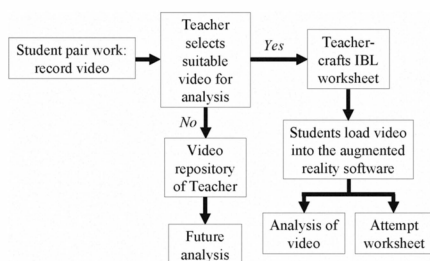 Student pair work:
record video
Teacher
selects
suitable
video for
analysis
Yes
Teacher-
crafts IBL
worksheet
No
Students load video
into the augmented
reality software
Video
repository
of Teacher
Analysis of
video
Attempt
worksheet
Future
analysis